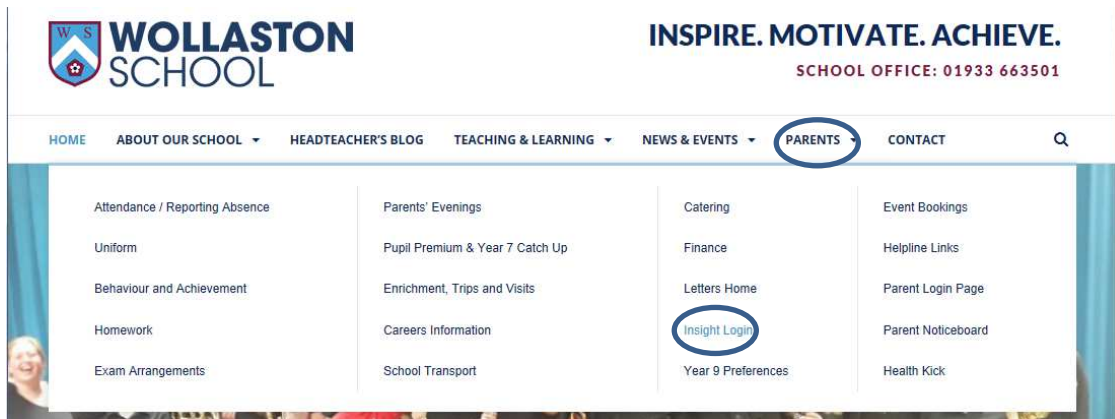 W S
WOLLASTON
SCHOOL
INSPIRE. MOTIVATE. ACHIEVE.
SCHOOL OFFICE: 01933 663501
HOME ABOUT OUR SCHOOL HEADTEACHER'S BLOG TEACHING & LEARNING NEWS & EVENTS PARENTS CONTACT
Attendance / Reporting Absence Parents' Evenings Catering Event Bookings
Uniform Pupil Premium & Year 7 Catch Up Finance Helpline Links
Behaviour and Achievement Enrichment, Trips and Visits Letters Home Parent Login Page
Homework Careers Information Insight Login Parent Noticeboard
Exam Arrangements School Transport Year 9 Preferences Health Kick